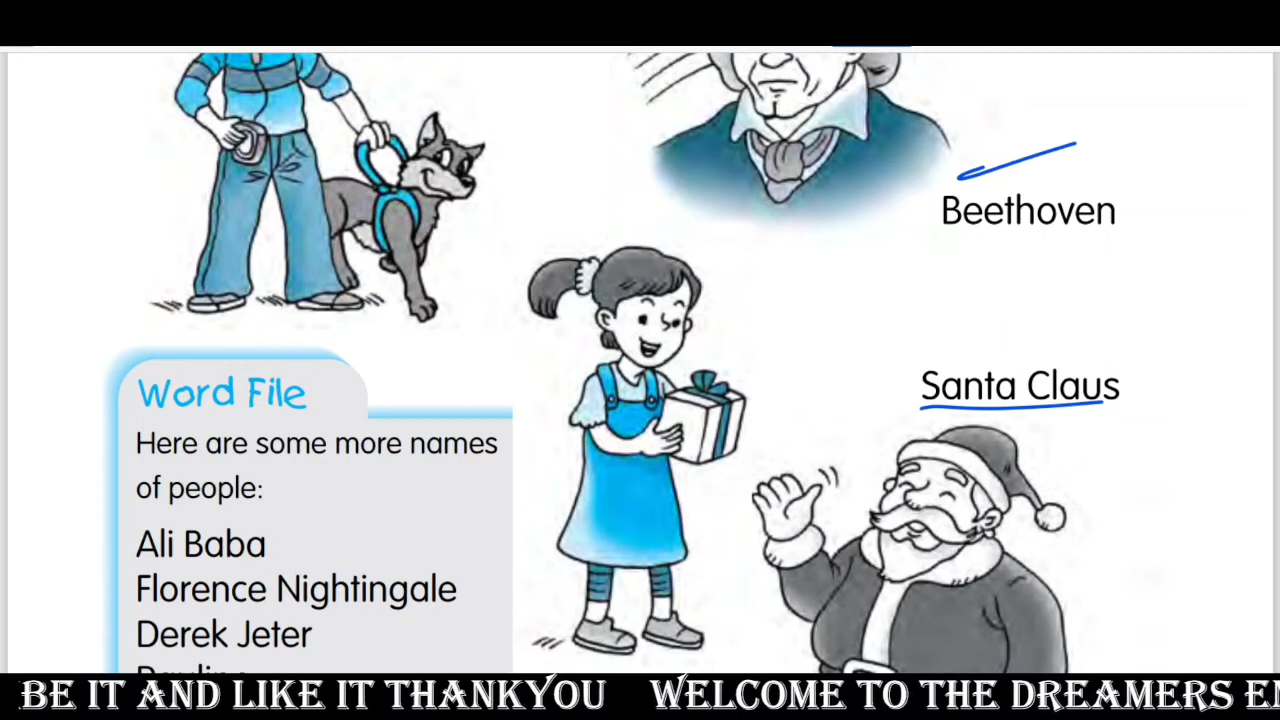 Beethoven
Santa Claus
Word File
Here are some more names
of people:
Ali Baba
Florence Nightingale
Derek Jeter
BE IT AND LIKE IT THANKYOU WELCOME TO THE DREAMERS